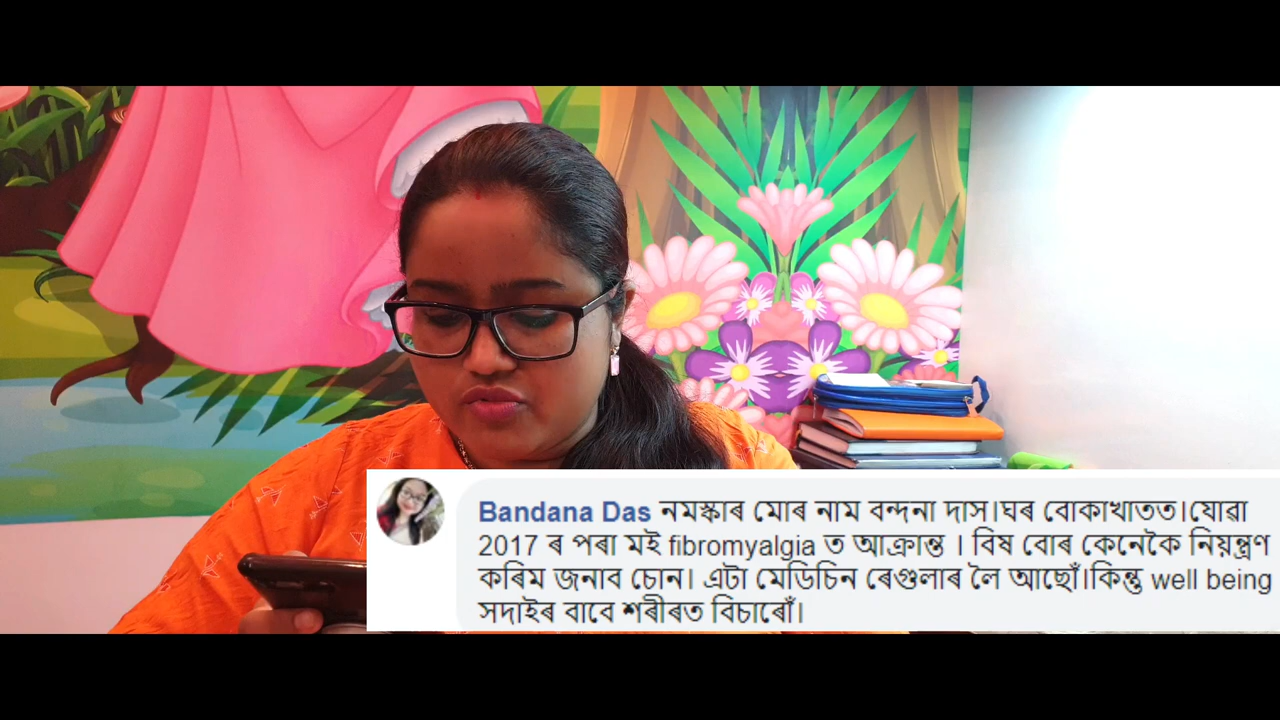 Bandana Das নমস্কাৰ মোৰ নাম বন্দনা দাস।ঘৰ বোকাখাতত।যোৱা
2017 ৰ পৰা মই fibromyalgia ত আক্ৰান্ত । বিষ বোৰ কেনেকৈ নিয়ন্ত্ৰণ
কৰিম জনাব চোন। এটা মেডিচিন ৰেগুলাৰ লৈ আছোঁ।কিন্তু well being
সদাইৰ বাবে শৰীৰত বিচাৰোঁ।